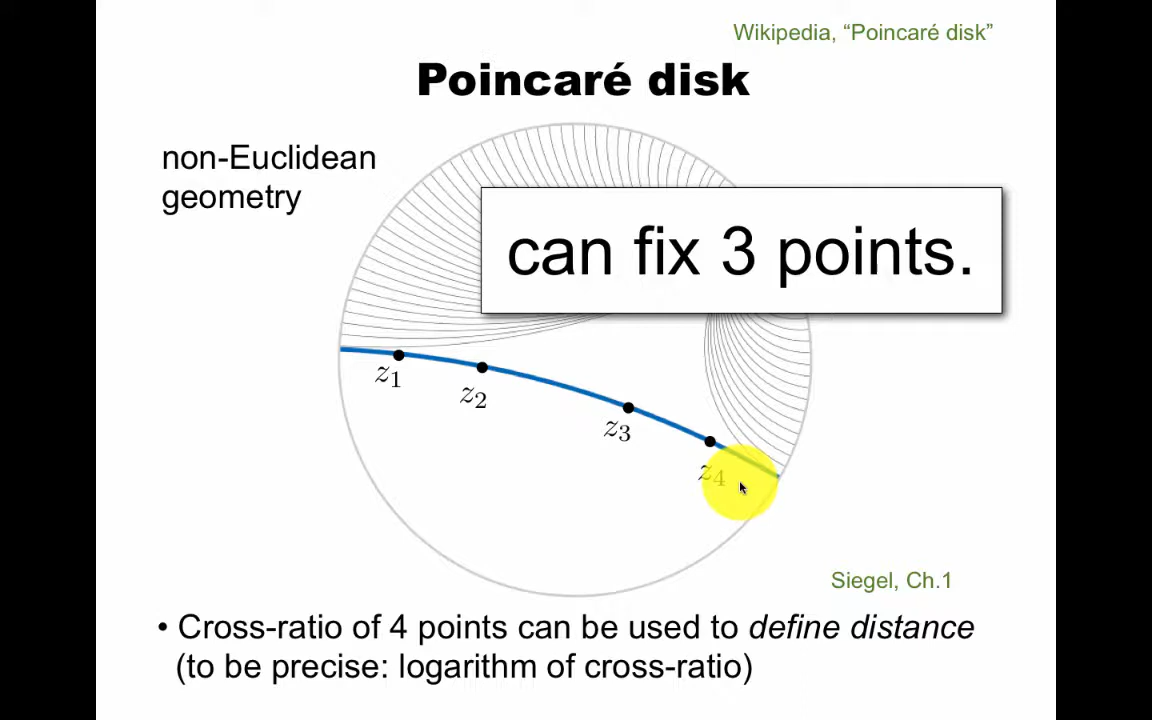 Wikipedia, “Poincaré disk”
Poincaré disk
non-Euclidean
geometry
can fix 3 points.
z1
z2
z3
z4
Siegel, Ch.1
• Cross-ratio of 4 points can be used to define distance
(to be precise: logarithm of cross-ratio)